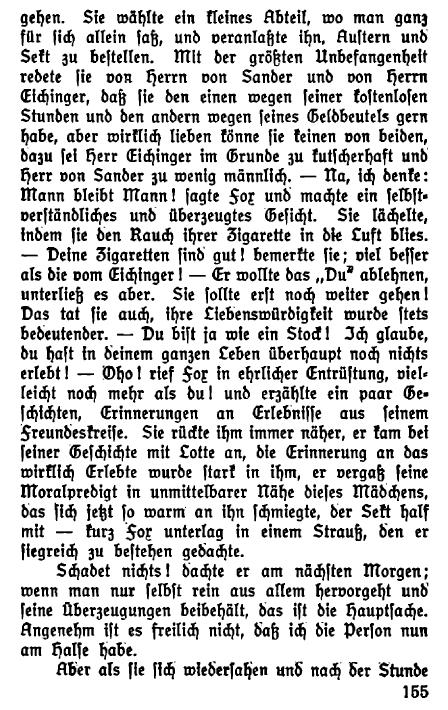 gehen. Sie wählte ein kleines Abteil, wo man ganz
für sich allein saß, und veranlaßte ihn, Austern und
Sekt zu bestellen. Mit der größten Unbefangenheit
redete sie von Herrn von Sander und von Herrn
Eichinger, daß sie den einen wegen seiner kostenlosen
Stunden und den andern wegen seines Geldbeutels gern
habe, aber wirklich lieben könne sie keinen von beiden,
dazu sei Herr Eichinger im Grunde zu kutscherhaft und
Herr von Sander zu wenig männlich. — Na, ich denke:
Mann bleibt Mann! sagte Fox und machte ein selbst-
verständliches und überzeugtes Gesicht. Sie lächelte,
indem sie den Rauch ihrer Zigarette in die Luft blies.
— Deine Zigaretten sind gut! bemerkte sie; viel besser
als die vom Eichinger! — Er wollte das „Du“ ablehnen,
unterließ es aber. Sie sollte erst noch weiter gehen!
Das tat sie auch, ihre Liebenswürdigkeit wurde stets
bedeutender. — Du bist ja wie ein Stock! Ich glaube,
du hast in deinem ganzen Leben überhaupt noch nichts
erlebt! — Oho! rief Fox in ehrlicher Entrüstung, viel-
leicht noch mehr als du! und erzählte ein paar Ge-
schichten, Erinnerungen an Erlebnisse aus seinem
Freundeskreise. Sie rückte ihm immer näher, er kam bei
seiner Geschichte mit Lotte an, die Erinnerung an das
wirklich Erlebte wurde stark in ihm, er vergaß seine
Moralpredigt in unmittelbarer Nähe dieses Mädchens,
das sich jetzt so warm an ihn schmiegte, der Sekt half
mit — kurz Fox unterlag in einem Strauß, den er
siegreich zu bestehen gedachte.
Schadet nichts! dachte er am nächsten Morgen;
wenn man nur selbst rein aus allem hervorgeht und
seine Überzeugungen beibehält, das ist die Hauptsache.
Angenehm ist es freilich nicht, daß ich die Person nun
am Halse habe.
Aber als sie sich wiedersahen und nach der Stunde
155